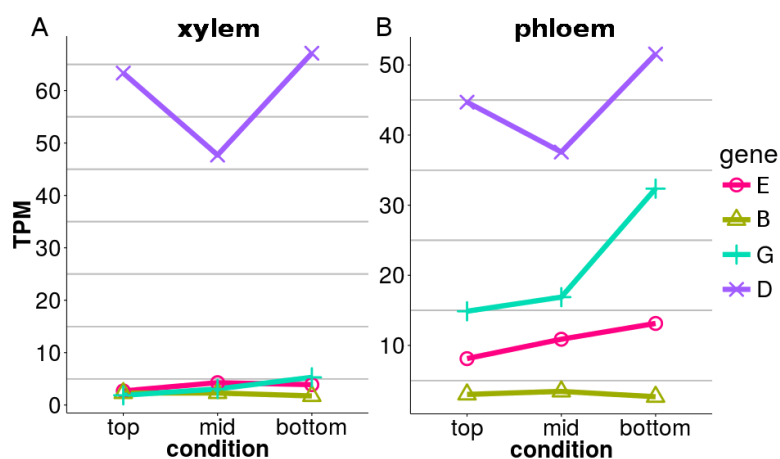 A xylem
B phloem
TPM
60
50
40
30
20
10
0
top mid bottom
condition
50
40
30
20
10
top mid bottom
condition
gene
E
B
G
D